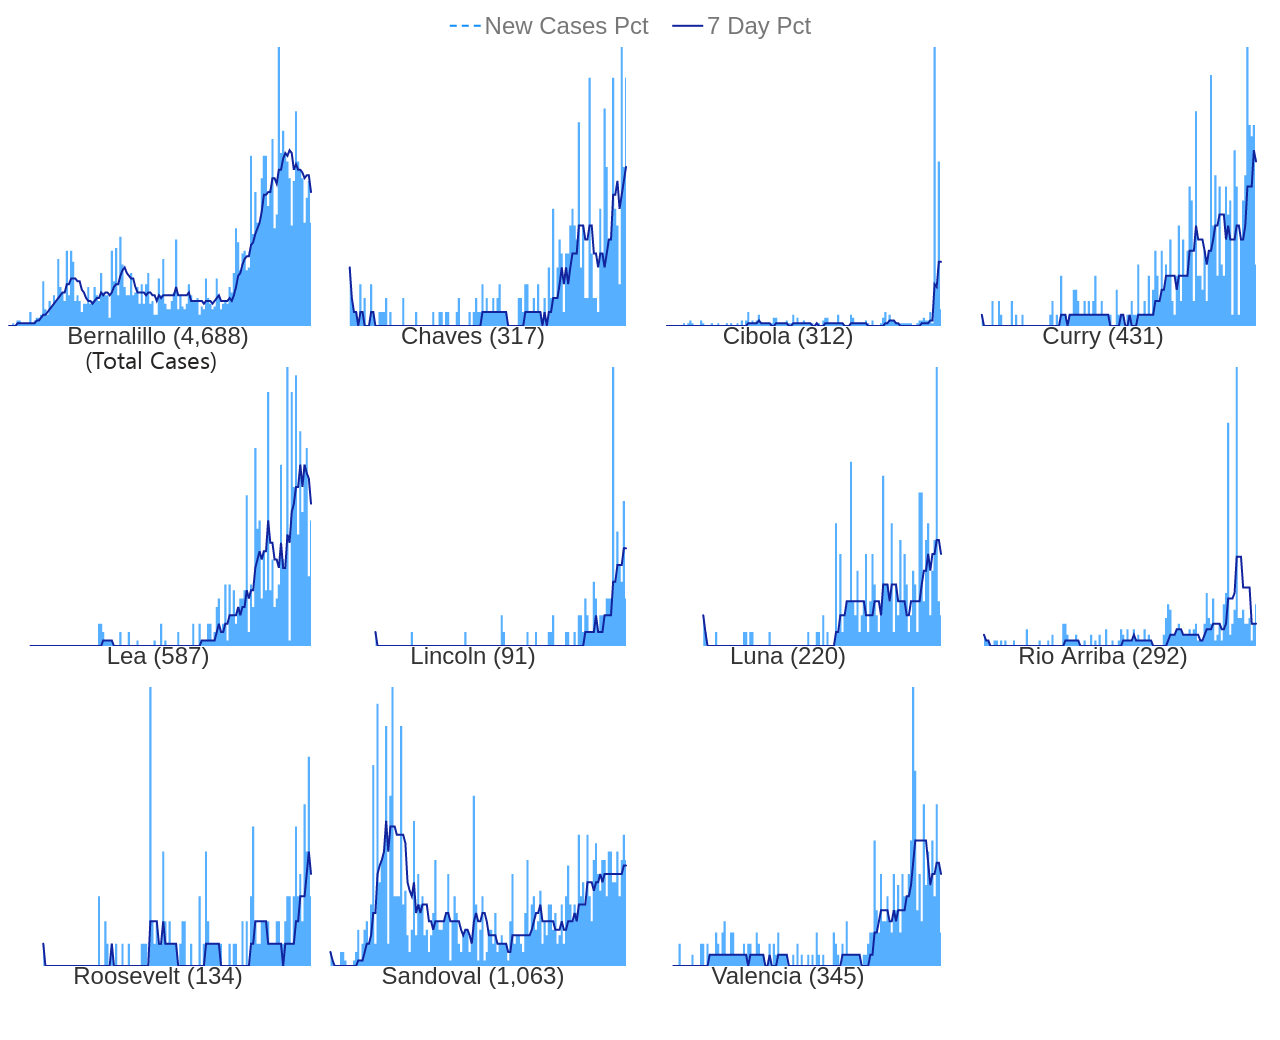 New Cases Pct 7 Day Pct
Bernalillo (4,688) Chaves (317) Cibola (312) Curry (431)
(Total Cases)
Lea (587) Lincoln (91) Luna (220) Rio Arriba (292)
Roosevelt (134) Sandoval (1,063) Valencia (345)